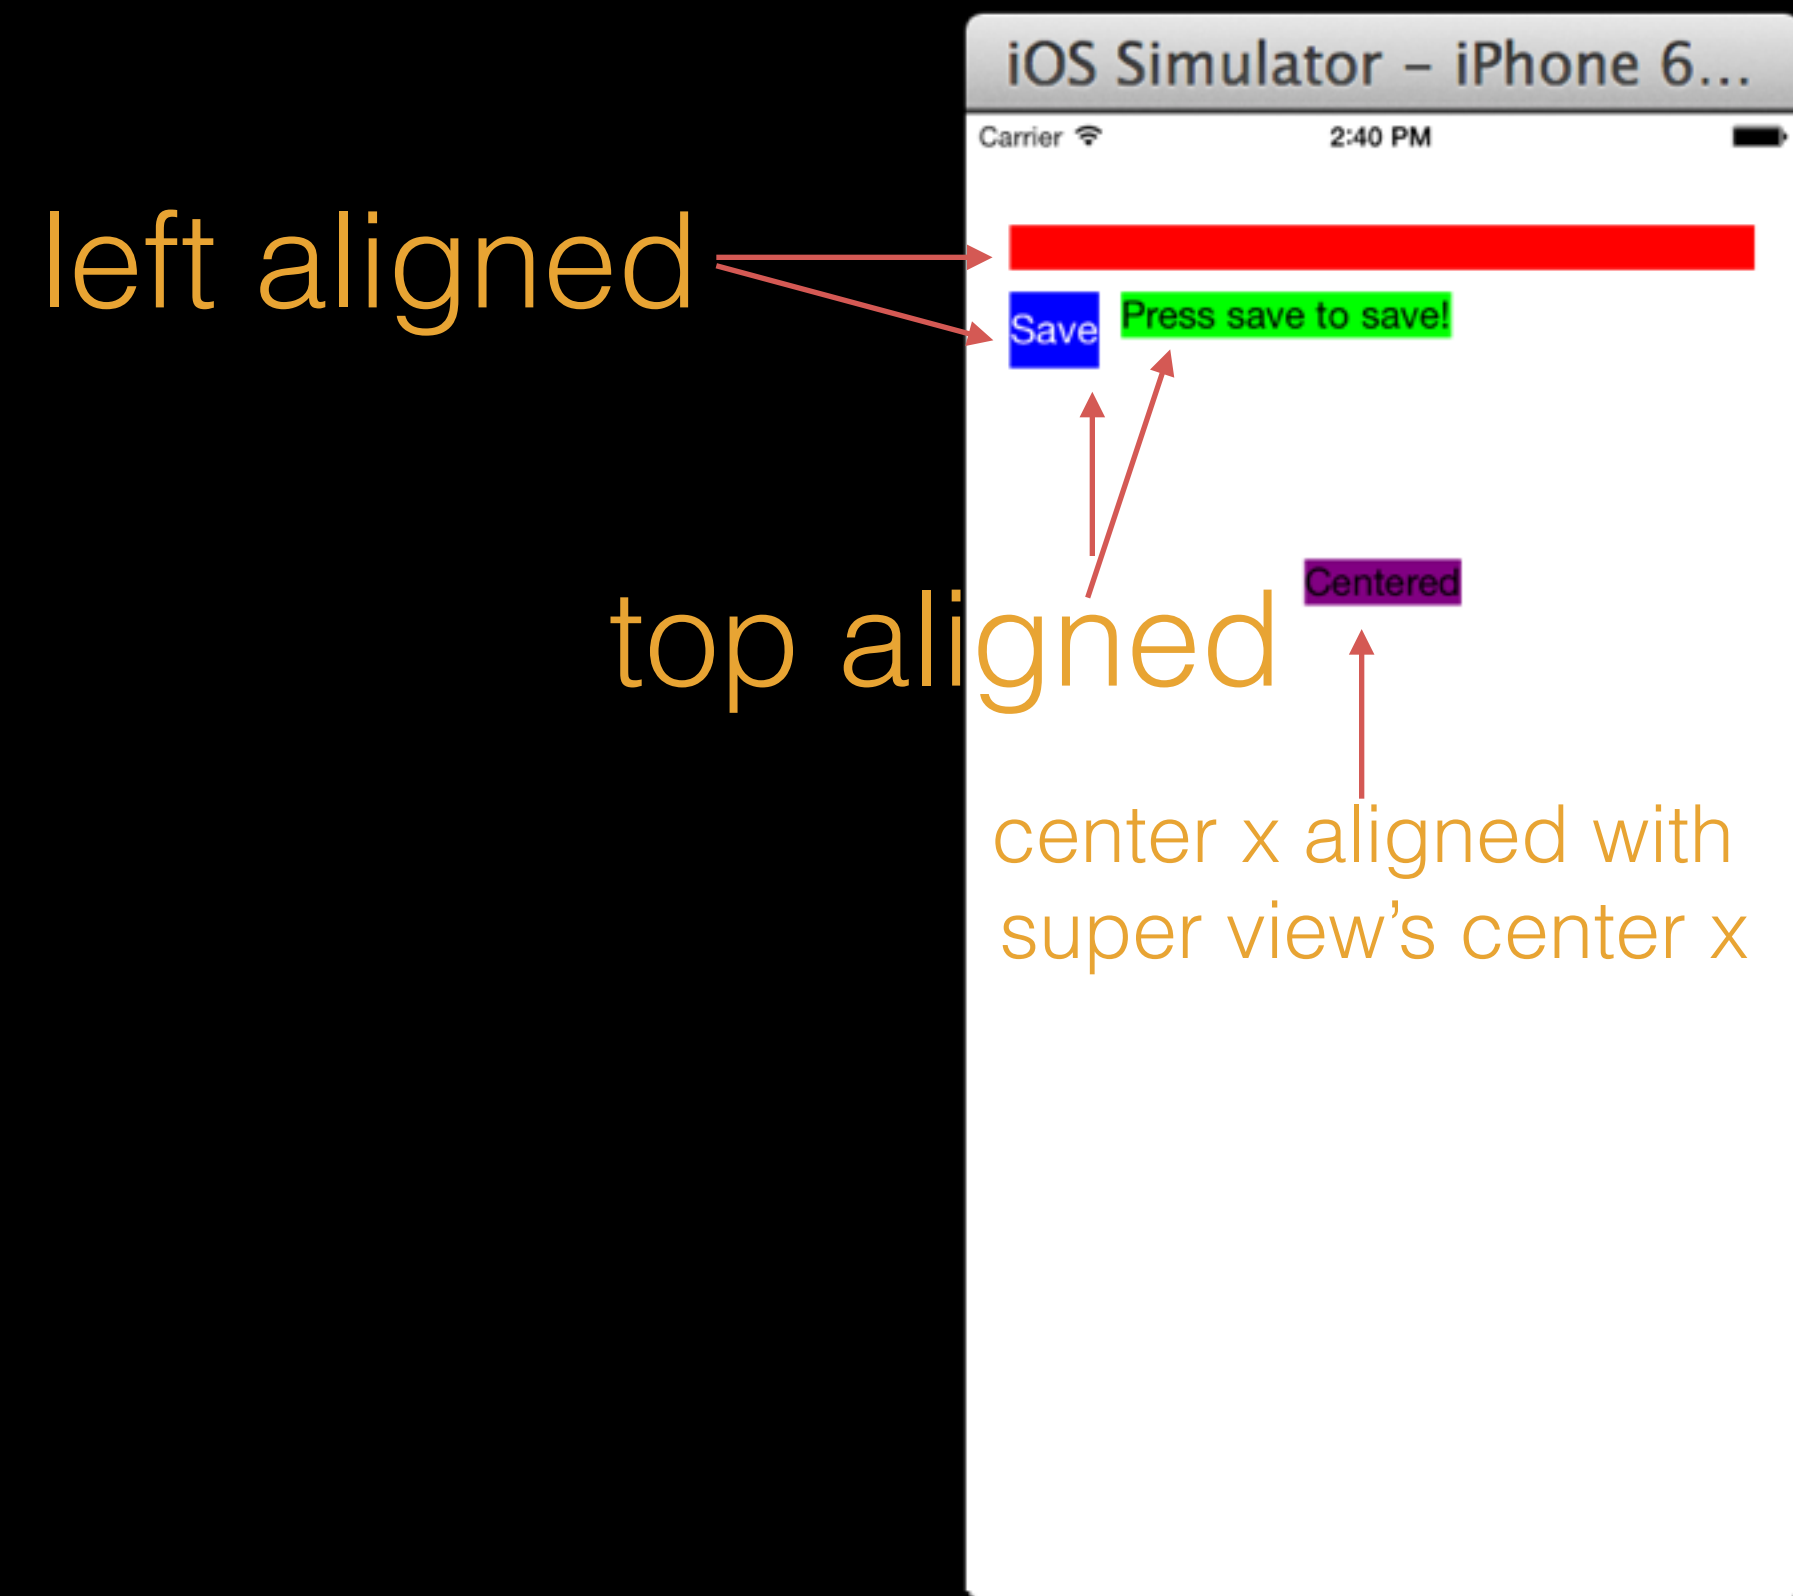 iOS Simulator – iPhone 6...
Carrier 2:40 PM
left aligned
Save Press save to save!
Centered
top aligned
center x aligned with
super view’s center x